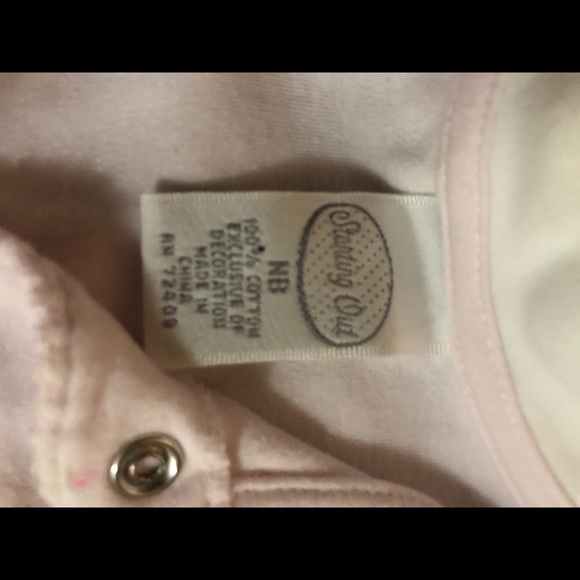 Starting Out
NB
100% COTTON
EXCLUSIVE OF
DECORATION
MADE IN
CHINA
RN 72409